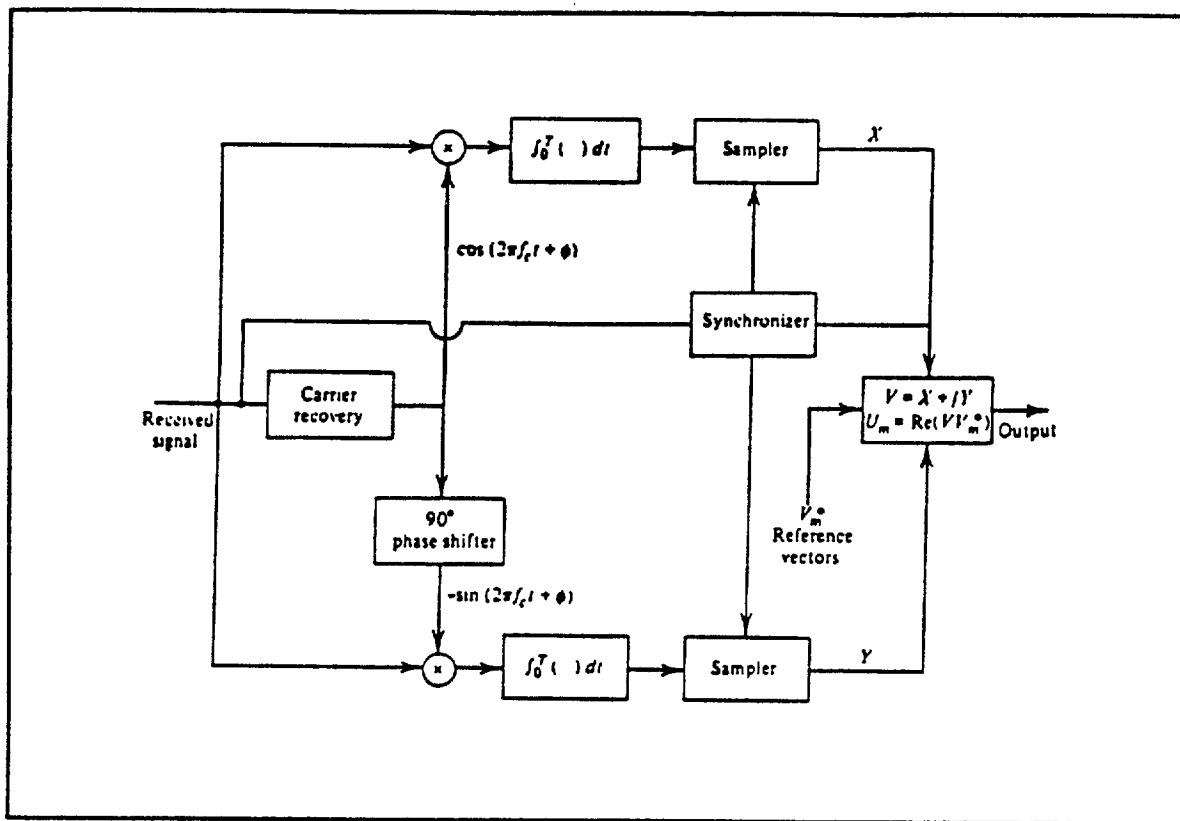 ∫₀ᵀ ( ) dt
Sampler
X
cos (2πf_c t + ϕ)
Synchronizer
Received
signal
Carrier
recovery
V = X + jY
U_m = Re(VV_m*)
Output
90°
phase shifter
V_m*
Reference
vectors
-sin (2πf_c t + ϕ)
∫₀ᵀ ( ) dt
Sampler
Y